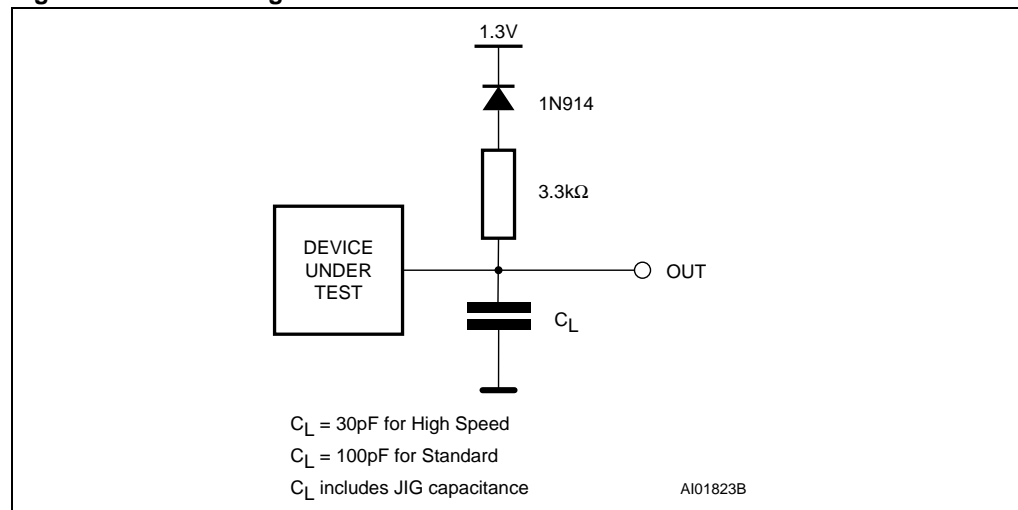 1.3V
1N914
3.3kΩ
DEVICE
UNDER
TEST
OUT
CL
CL = 30pF for High Speed
CL = 100pF for Standard
CL includes JIG capacitance
AI01823B